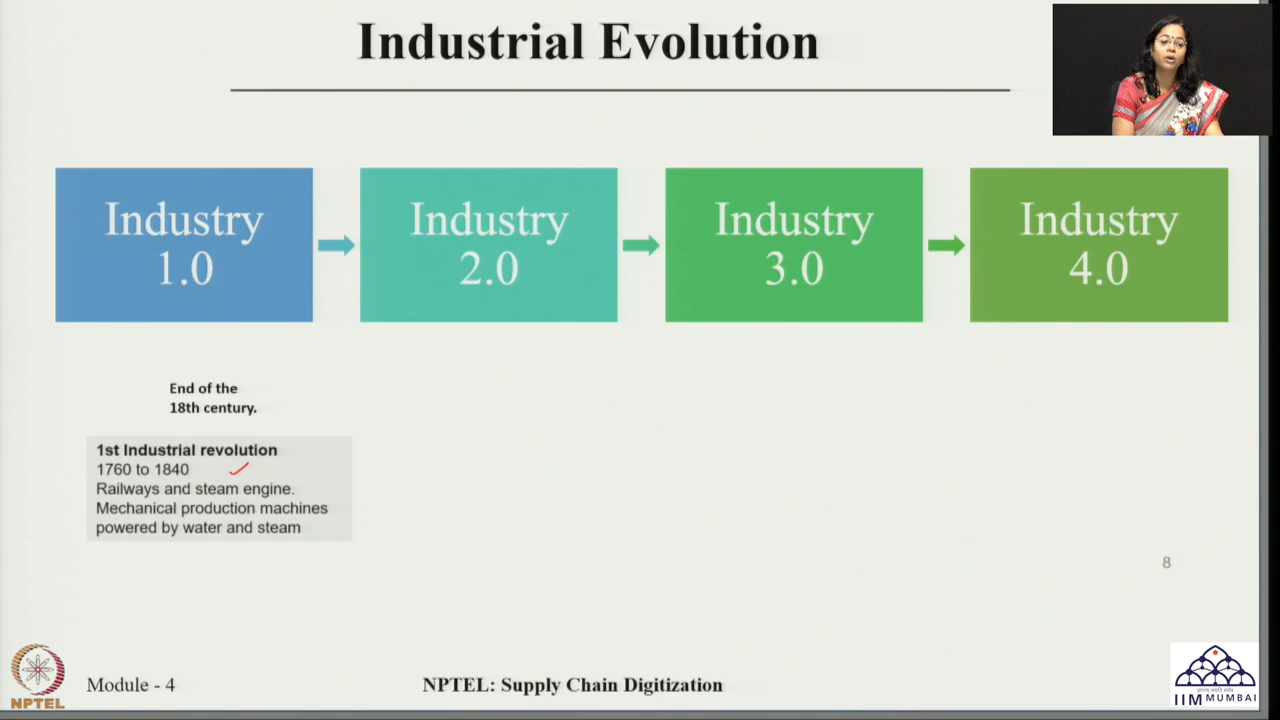 Industrial Evolution
Industry
1.0
Industry
2.0
Industry
3.0
Industry
4.0
End of the
18th century.
1st Industrial revolution
1760 to 1840
Railways and steam engine.
Mechanical production machines
powered by water and steam
8
NPTEL
Module - 4
NPTEL: Supply Chain Digitization
IIM MUMBAI